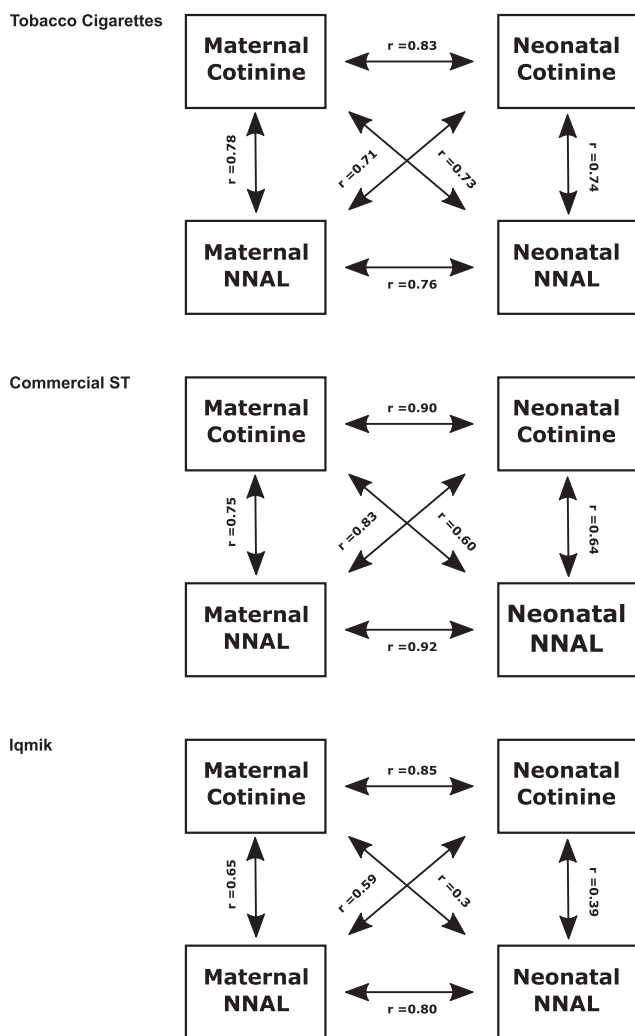 Tobacco Cigarettes
Maternal
Cotinine
r =0.83
Neonatal
Cotinine
r =0.78
r =0.71
r =0.73
r =0.74
Maternal
NNAL
r =0.76
Neonatal
NNAL
Commercial ST
Maternal
Cotinine
r =0.90
Neonatal
Cotinine
r =0.75
r =0.83
r =0.60
r =0.64
Maternal
NNAL
r =0.92
Neonatal
NNAL
Iqmik
Maternal
Cotinine
r =0.85
Neonatal
Cotinine
r =0.65
r =0.59
r =0.3
r =0.39
Maternal
NNAL
r =0.80
Neonatal
NNAL